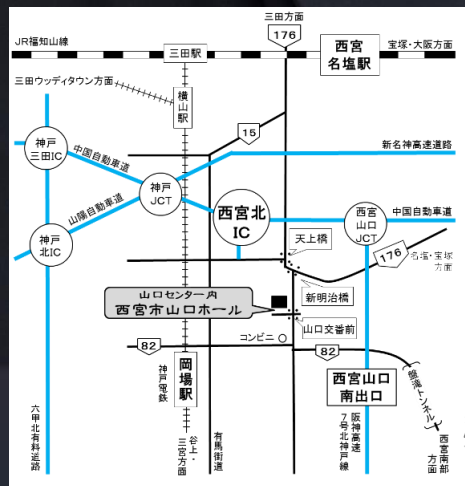 三田方面
176
JR福知山線
三田駅
西宮
名塩駅
宝塚・大阪方面
三田ウッディタウン方面
横山駅
15
神戸
三田IC
中国自動車道
新名神高速道路
山陽自動車道
神戸
JCT
西宮北
IC
西宮
山口
JCT
中国自動車道
神戸
北IC
天上橋
176
名塩・宝塚
方面
新明治橋
山口センター内
西宮市山口ホール
山口交番前
コンビニ
82
82
岡場駅
神戸電鉄
西宮山口
南出口
盤滝トンネル
六甲北有料道路
谷上・
三宮方面
有馬街道
阪神高速
7号北神戸線
西宮南部
方面